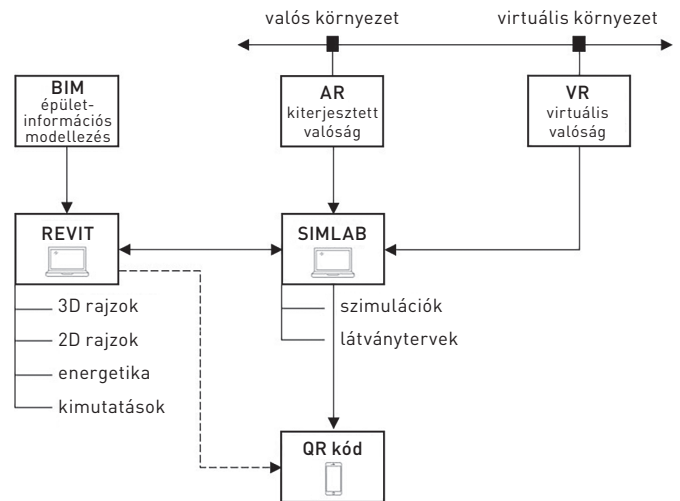 valós környezet
virtuális környezet
BIM
épület-
információs
modellezés
AR
kiterjesztett
valóság
VR
virtuális
valóság
REVIT
SIMLAB
3D rajzok
2D rajzok
energetika
kimutatások
szimulációk
látványtervek
QR kód